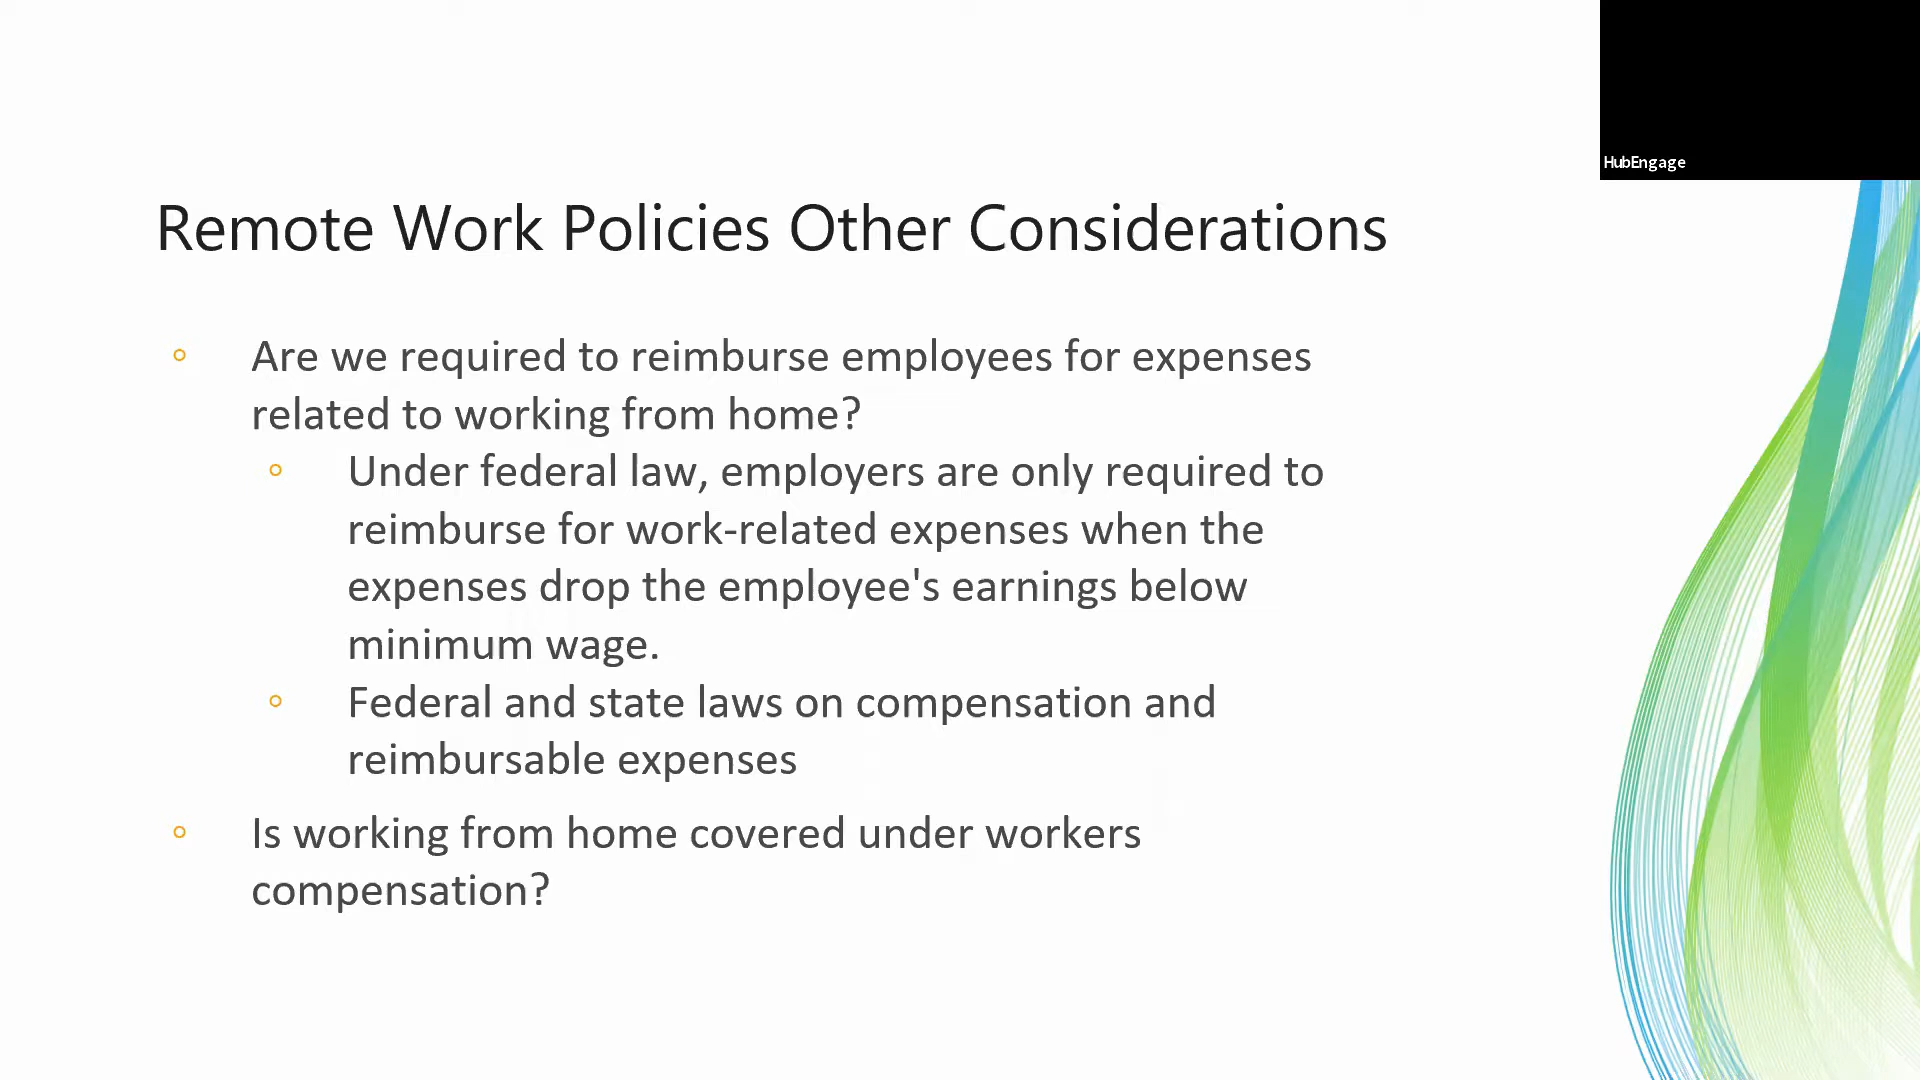 HubEngage
Remote Work Policies Other Considerations
Are we required to reimburse employees for expenses
related to working from home?
Under federal law, employers are only required to
reimburse for work-related expenses when the
expenses drop the employee's earnings below
minimum wage.
Federal and state laws on compensation and
reimbursable expenses
Is working from home covered under workers
compensation?